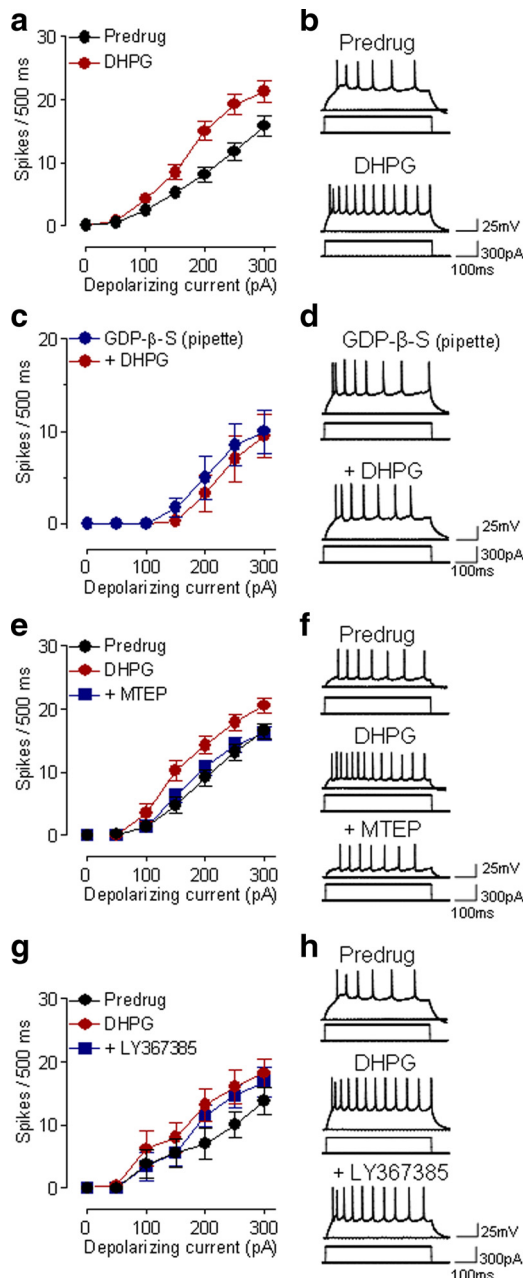 a
30
20
10
0
Spikes / 500 ms
Predrug
DHPG
0 100 200 300
Depolarizing current (pA)
b
Predrug
DHPG
25mV
300pA
100ms
c
20
10
0
Spikes / 500 ms
GDP-β-S (pipette)
+ DHPG
0 100 200 300
Depolarizing current (pA)
d
GDP-β-S (pipette)
+ DHPG
25mV
300pA
100ms
e
30
20
10
0
Spikes / 500 ms
Predrug
DHPG
+ MTEP
0 100 200 300
Depolarizing current (pA)
f
Predrug
DHPG
+ MTEP
25mV
300pA
100ms
g
30
20
10
0
Spikes / 500 ms
Predrug
DHPG
+ LY367385
0 100 200 300
Depolarizing current (pA)
h
Predrug
DHPG
+ LY367385
25mV
300pA
100ms